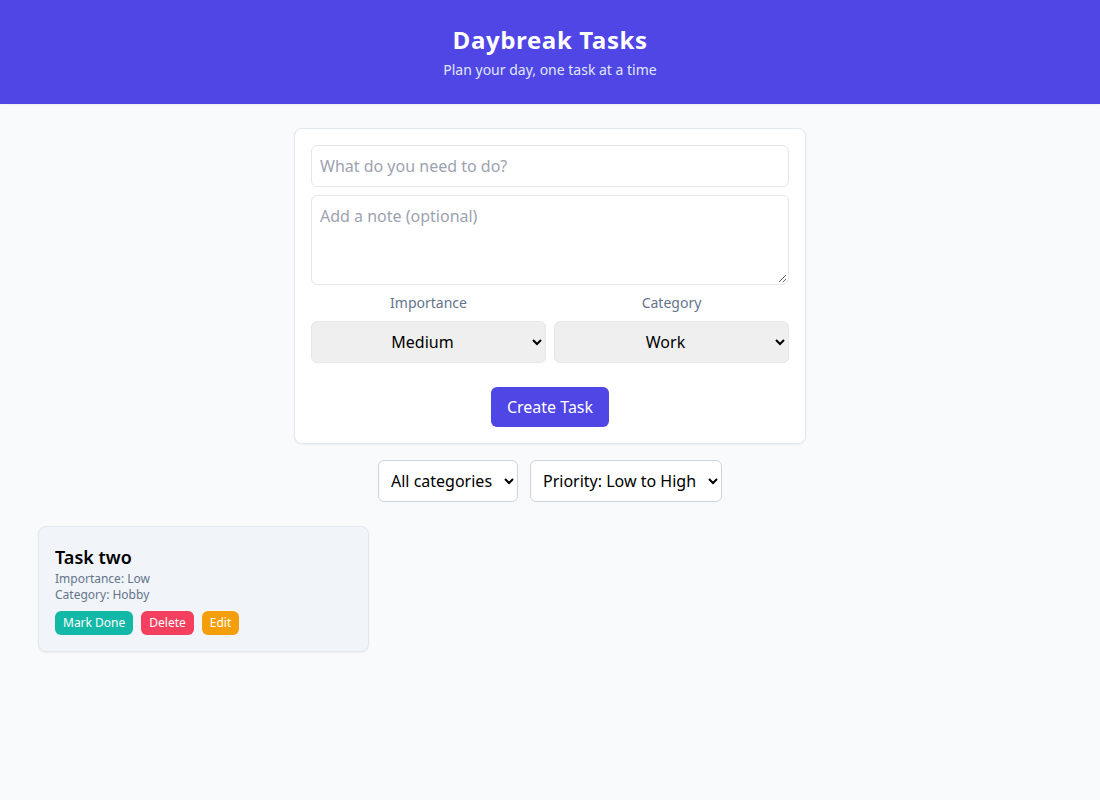 Daybreak Tasks
Plan your day, one task at a time
What do you need to do?
Add a note (optional)
Importance Category
Medium Work
Create Task
All categories Priority: Low to High
Task two
Importance: Low
Category: Hobby
Mark Done Delete Edit